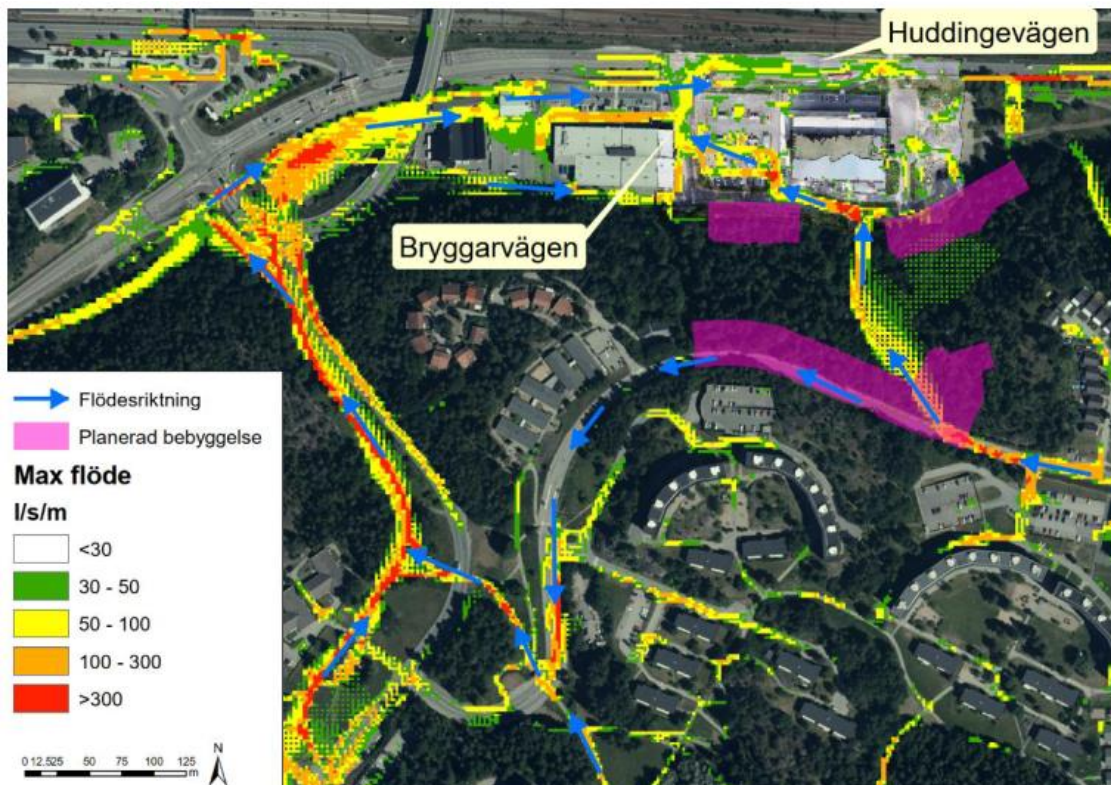 Huddingevägen
Bryggarvägen
Flödesriktning
Planerad bebyggelse
Max flöde
l/s/m
<30
30 - 50
50 - 100
100 - 300
>300
N
0 12,525 50 75 100 125
m